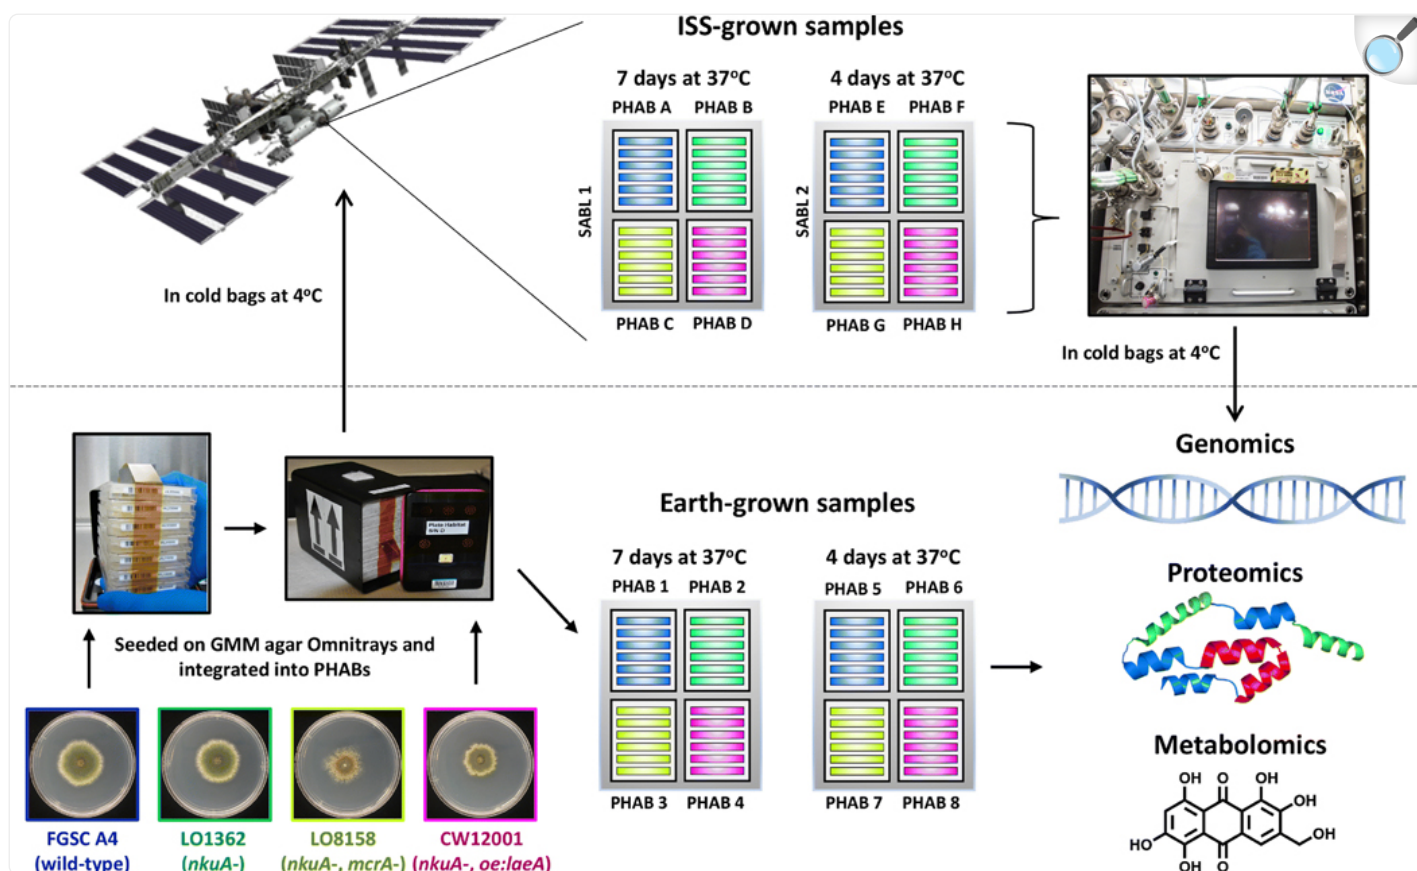 ISS-grown samples
7 days at 37°C
4 days at 37°C
PHAB A
PHAB B
PHAB E
PHAB F
SABL 1
SABL 2
PHAB C
PHAB D
PHAB G
PHAB H
In cold bags at 4°C
In cold bags at 4°C
Genomics
Earth-grown samples
7 days at 37°C
4 days at 37°C
PHAB 1
PHAB 2
PHAB 5
PHAB 6
Proteomics
Plate Habitat
S/N D
Seeded on GMM agar Omnitrays and
integrated into PHABs
PHAB 3
PHAB 4
PHAB 7
PHAB 8
Metabolomics
OH
O
OH
OH
OH
HO
OH
O
FGSC A4
(wild-type)
LO1362
(nkuA-)
LO8158
(nkuA-, mcrA-)
CW12001
(nkuA-, oe:laeA)